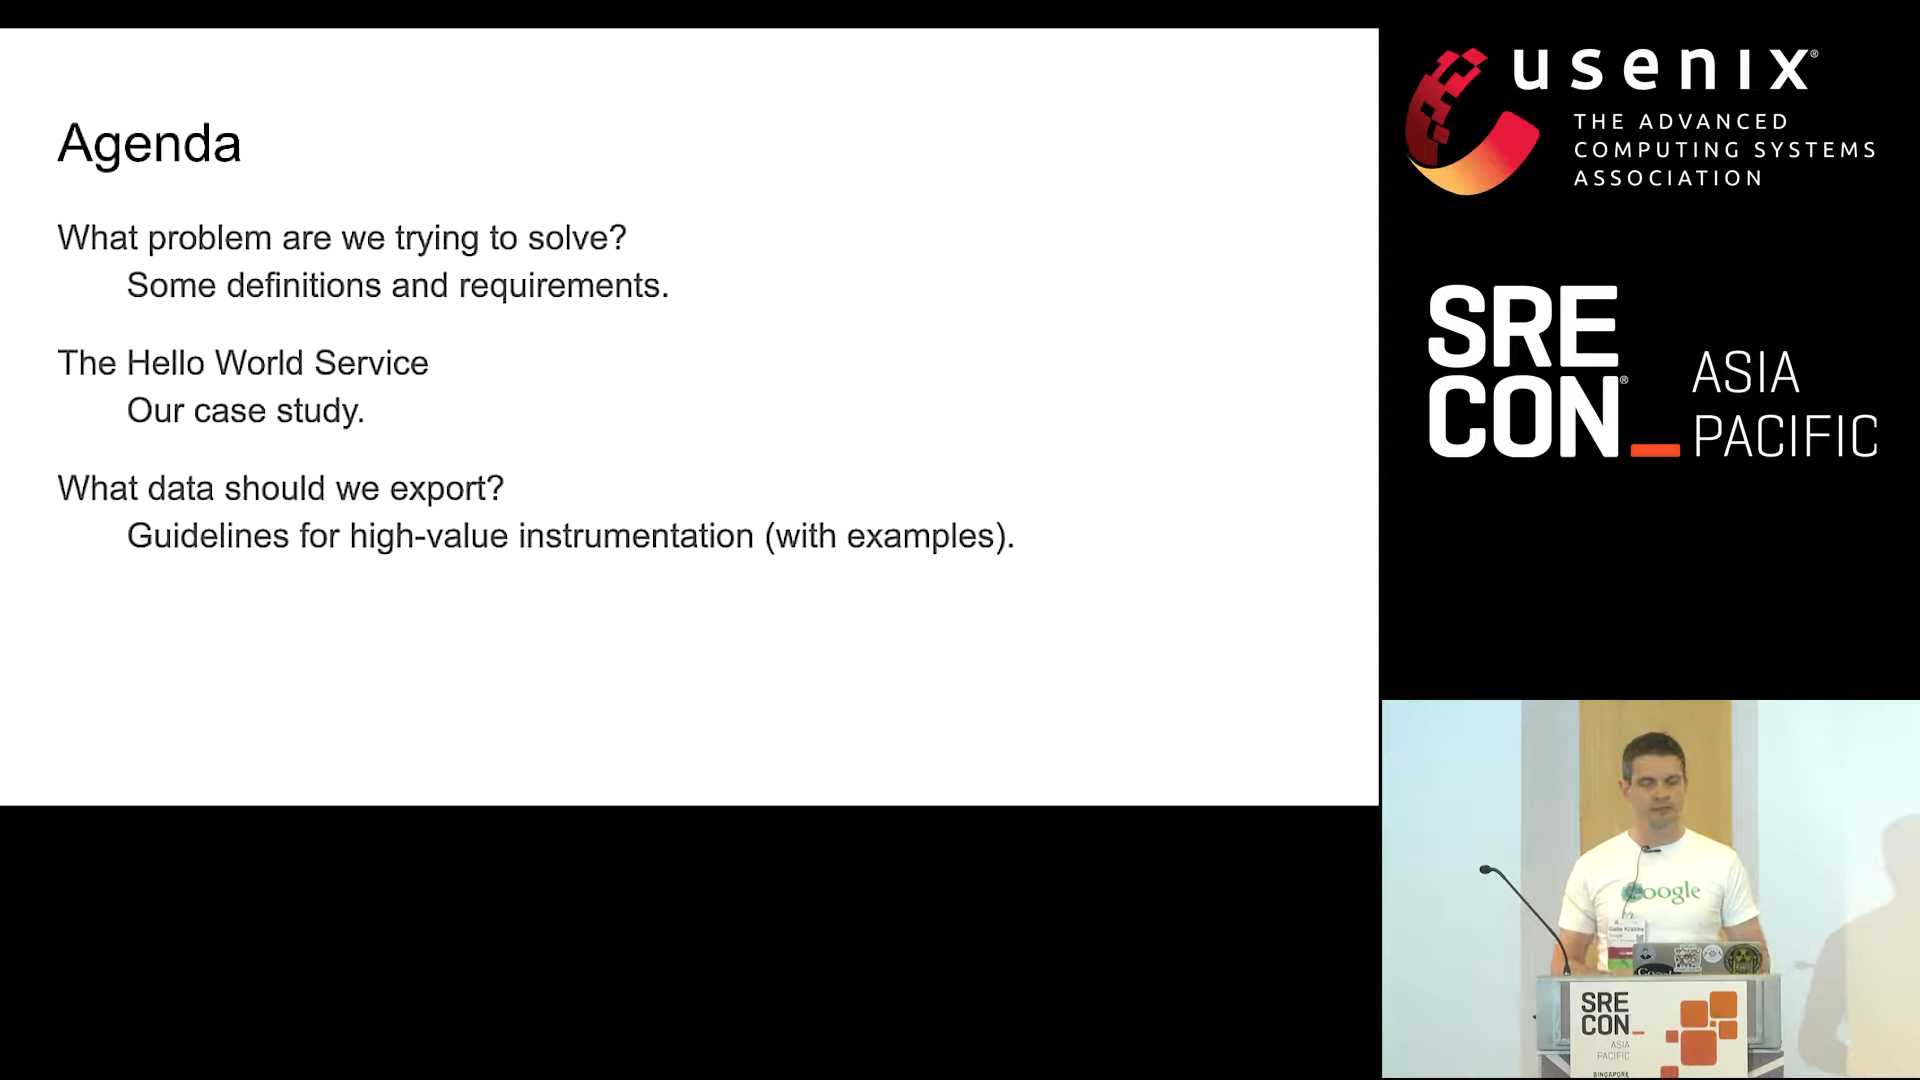 Agenda
What problem are we trying to solve?
Some definitions and requirements.
The Hello World Service
Our case study.
What data should we export?
Guidelines for high-value instrumentation (with examples).
usenix®
THE ADVANCED
COMPUTING SYSTEMS
ASSOCIATION
SRE
CON® ASIA
PACIFIC
Google
SRE
CON
ASIA
PACIFIC
SINGAPORE